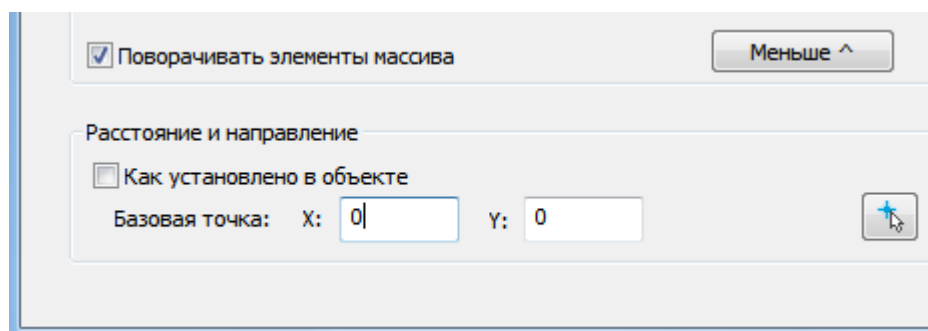 Поворачивать элементы массива Меньше ^
Расстояние и направление
Как установлено в объекте
Базовая точка: X: 0 Y: 0